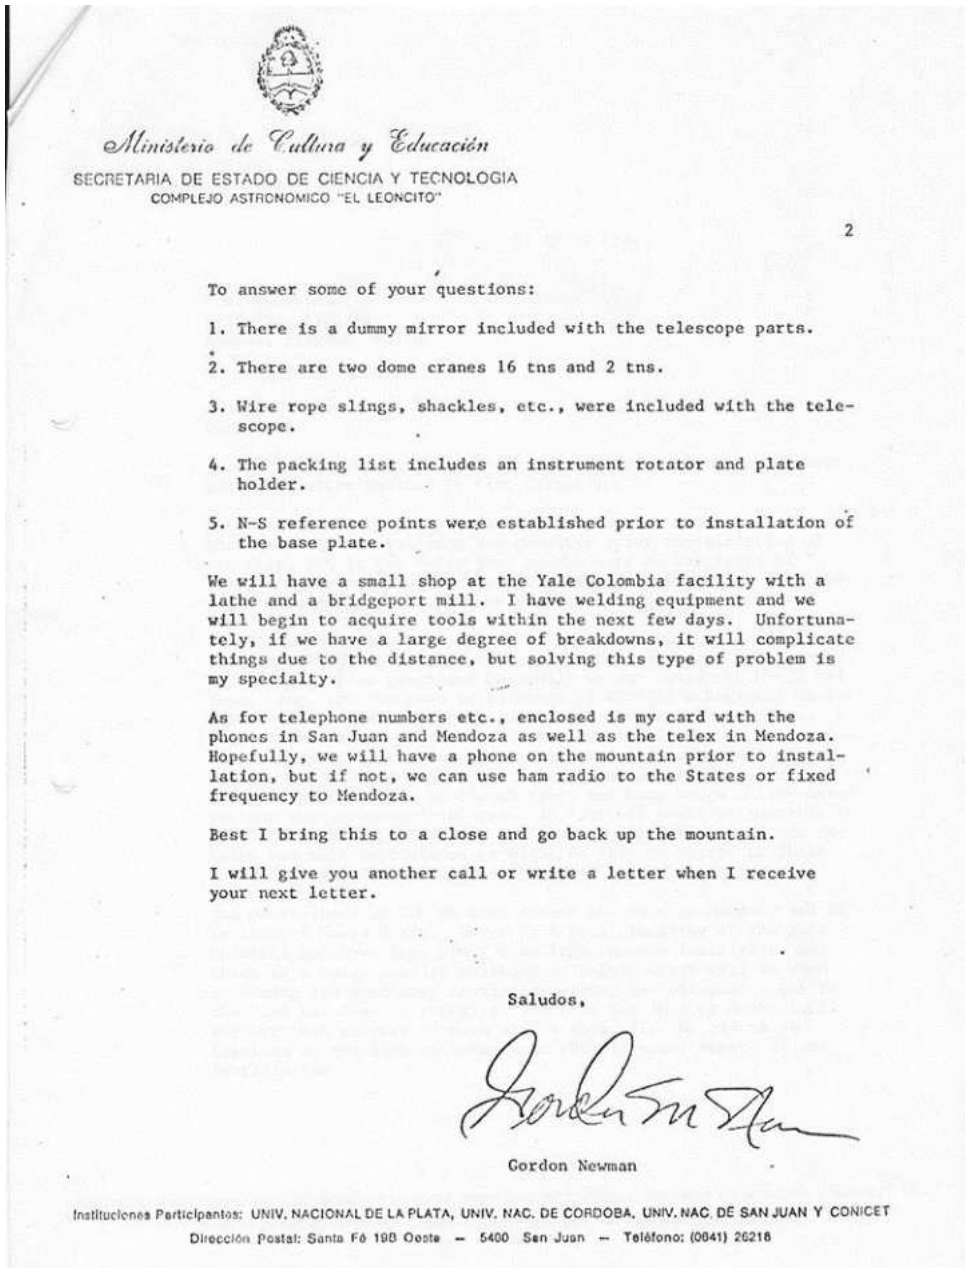 Ministerio de Cultura y Educación
SECRETARIA DE ESTADO DE CIENCIA Y TECNOLOGIA
COMPLEJO ASTRONOMICO "EL LEONCITO"
2
To answer some of your questions:
1. There is a dummy mirror included with the telescope parts.
2. There are two dome cranes 16 tns and 2 tns.
3. Wire rope slings, shackles, etc., were included with the tele-
scope.
4. The packing list includes an instrument rotator and plate
holder.
5. N-S reference points were established prior to installation of
the base plate.
We will have a small shop at the Yale Colombia facility with a
lathe and a bridgeport mill. I have welding equipment and we
will begin to acquire tools within the next few days. Unfortuna-
tely, if we have a large degree of breakdowns, it will complicate
things due to the distance, but solving this type of problem is
my specialty.
As for telephone numbers etc., enclosed is my card with the
phones in San Juan and Mendoza as well as the telex in Mendoza.
Hopefully, we will have a phone on the mountain prior to instal-
lation, but if not, we can use ham radio to the States or fixed
frequency to Mendoza.
Best I bring this to a close and go back up the mountain.
I will give you another call or write a letter when I receive
your next letter.
Saludos,
Gordon Newman
Instituciones Participantes: UNIV. NACIONAL DE LA PLATA, UNIV. NAC. DE CORDOBA, UNIV. NAC. DE SAN JUAN Y CONICET
Dirección Postal: Santa Fé 198 Oeste — 5400 San Juan — Teléfono: (0641) 26218